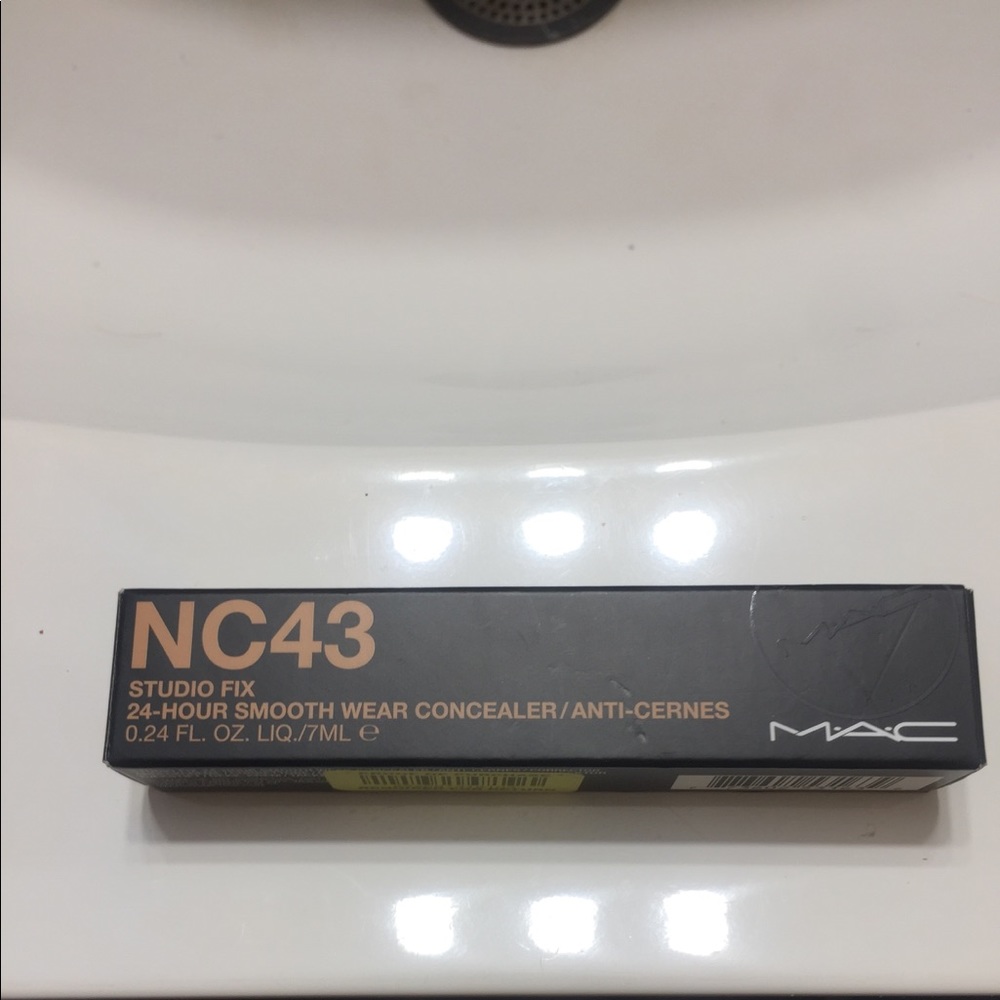 NC43
STUDIO FIX
24-HOUR SMOOTH WEAR CONCEALER/ANTI-CERNES
0.24 FL. OZ. LIQ./7ML ℮
M·A·C